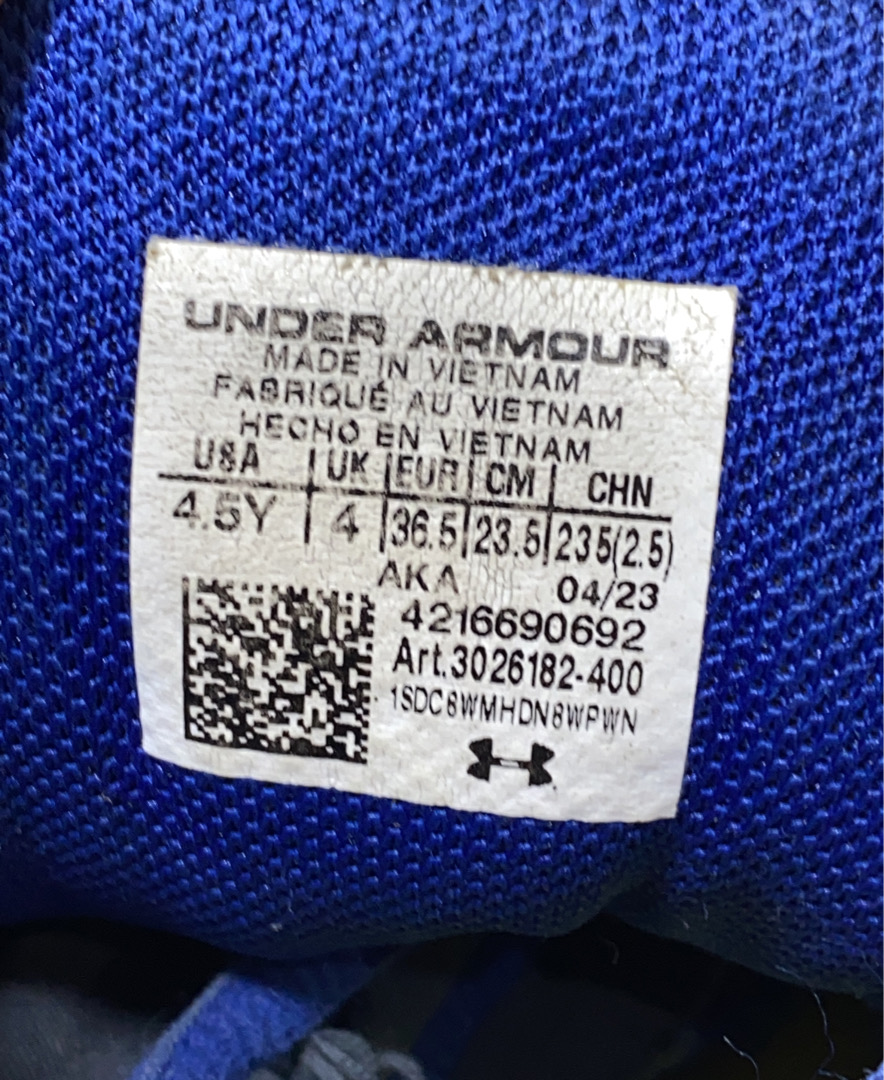 UNDER ARMOUR
MADE IN VIETNAM
FABRIQUÉ AU VIETNAM
HECHO EN VIETNAM
USA | UK | EUR | CM | CHN
4.5Y | 4 | 36.5 | 23.5 | 235(2.5)
AKA 04/23
4216690692
Art.3026182-400
1SDC8WMHDN8WPWN